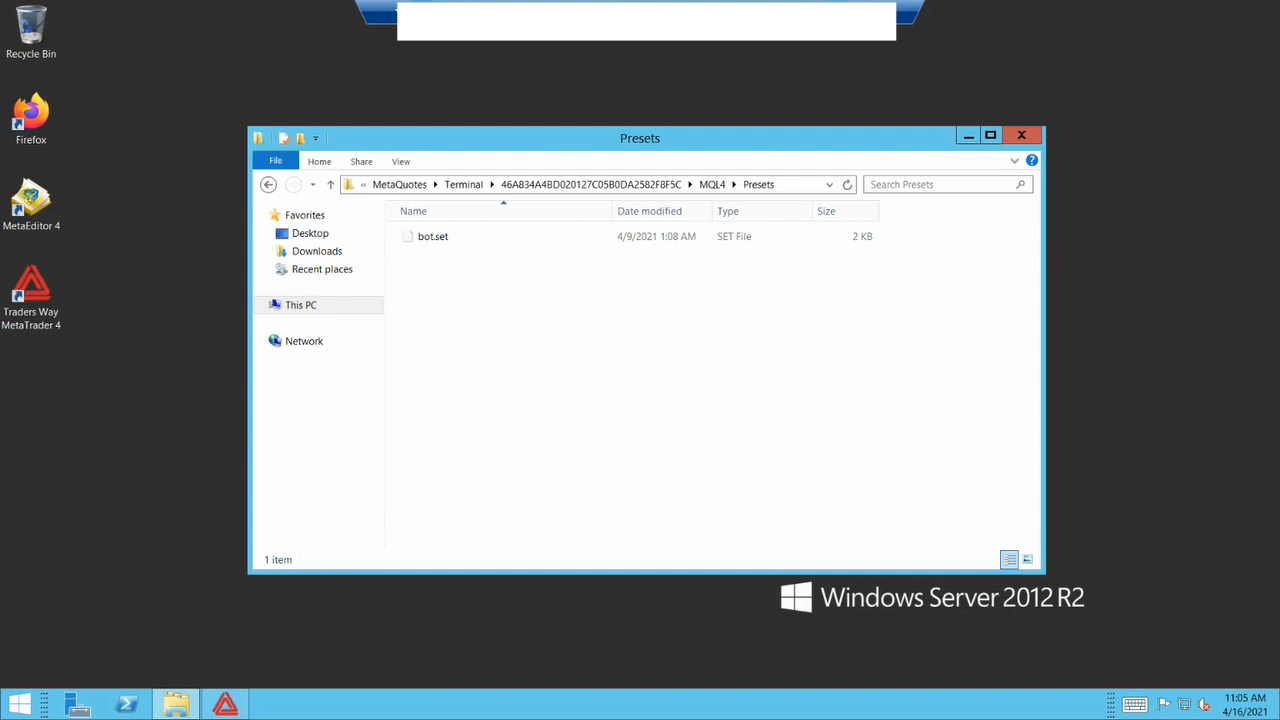 Recycle Bin
Firefox
MetaEditor 4
Traders Way
MetaTrader 4
Presets
File Home Share View
« MetaQuotes Terminal 46A834A4BD020127C05B0DA2582F8F5C MQL4 Presets Search Presets
Name Date modified Type Size
bot.set 4/9/2021 1:08 AM SET File 2 KB
Favorites
Desktop
Downloads
Recent places
This PC
Network
1 item
Windows Server 2012 R2
11:05 AM
4/16/2021